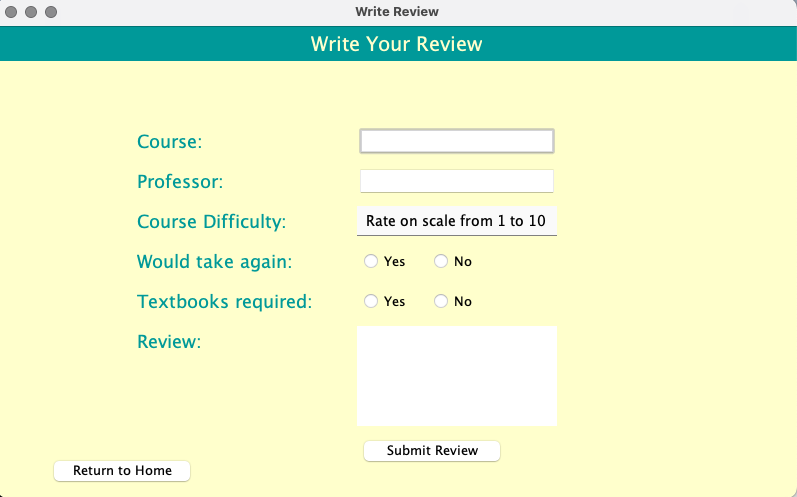 Write Review
Write Your Review
Course:
Professor:
Course Difficulty: Rate on scale from 1 to 10
Would take again: Yes No
Textbooks required: Yes No
Review:
Submit Review
Return to Home